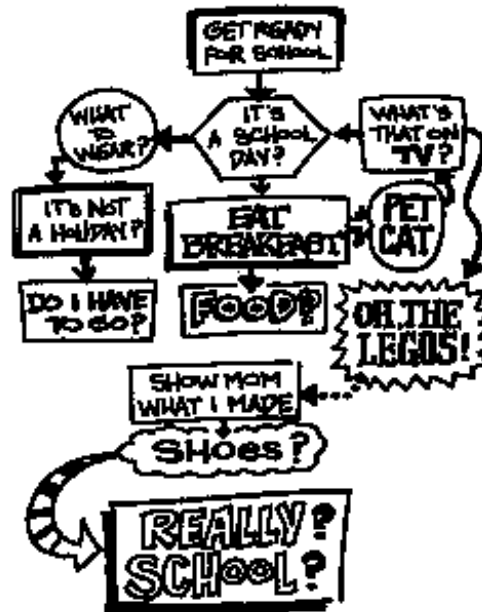 GET READY
FOR SCHOOL
WHAT
TO
WEAR?
IT'S
A SCHOOL
DAY?
WHAT'S
THAT ON
TV?
IT'S NOT
A HOLIDAY?
EAT
BREAKFAST
PET
CAT
DO I HAVE
TO GO?
FOOD?
OH, THE
LEGOS!
SHOW MOM
WHAT I MADE
SHOES?
REALLY?
SCHOOL?